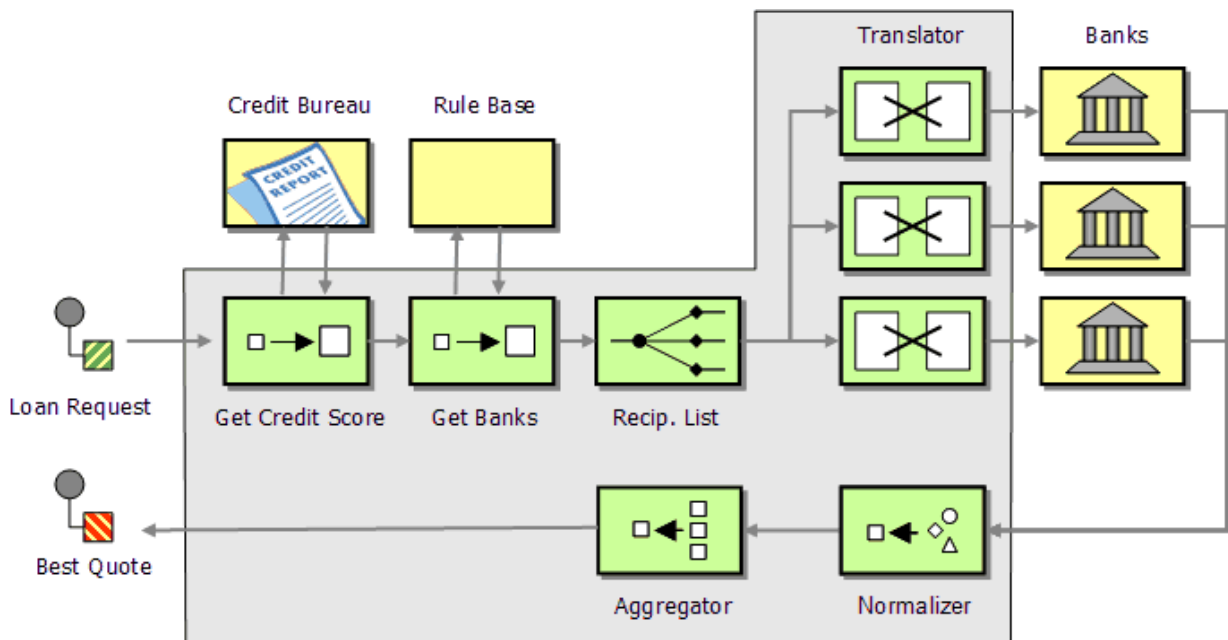 Translator
Banks
Credit Bureau
Rule Base
CREDIT
REPORT
Loan Request
Get Credit Score
Get Banks
Recip. List
Best Quote
Aggregator
Normalizer